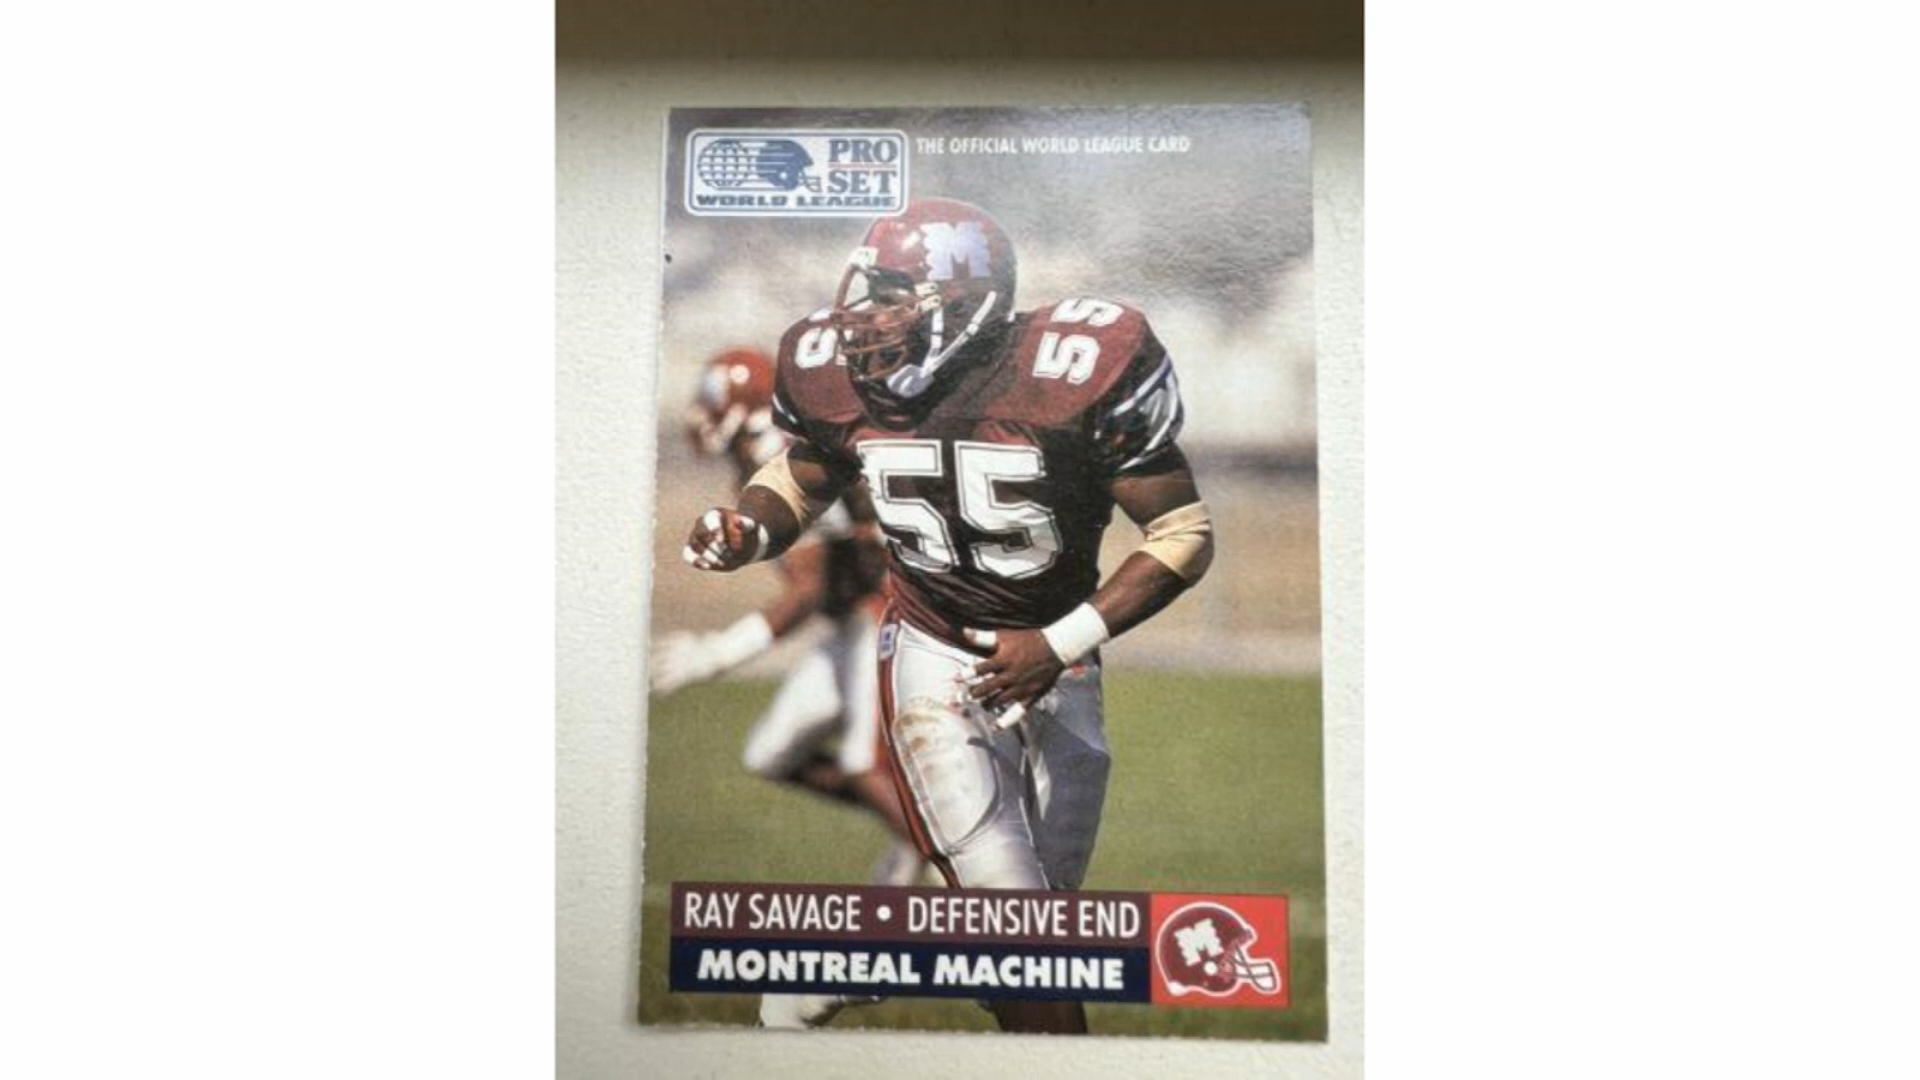 PRO
SET
WORLD LEAGUE
THE OFFICIAL WORLD LEAGUE CARD
M
55
55
RAY SAVAGE • DEFENSIVE END
MONTREAL MACHINE
M